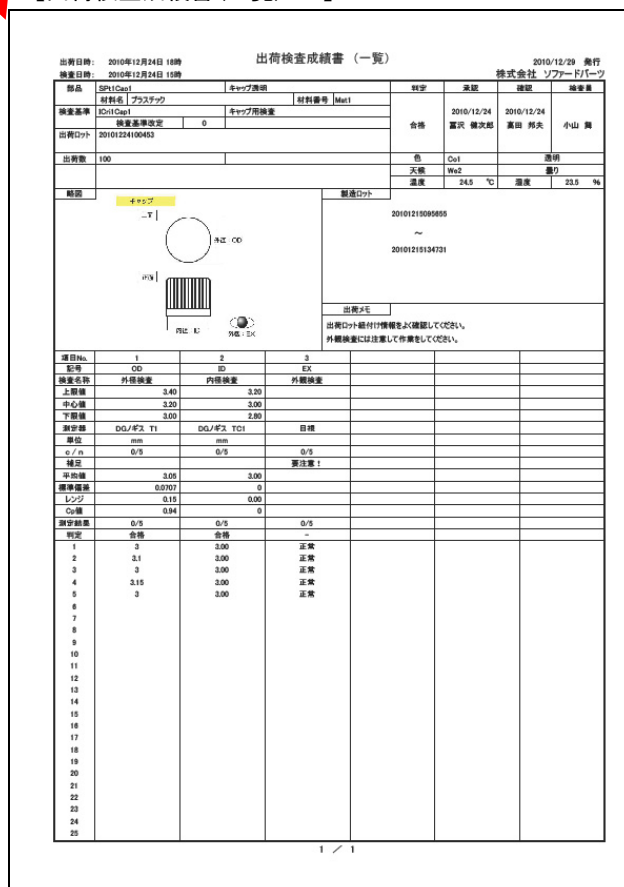 出荷検査成績書（一覧）
出荷日時: 2010年12月24日 18時
2010/12/29 発行
検査日時: 2010年12月24日 15時
株式会社 ソファードパーツ
部品 SPt1Cap1 キャップ透明 判定 承認 確認 検査員
材料名 プラスチック 材料番号 Mat1
検査基準 ICri1Cap1 キャップ用検査 合格 2010/12/24 富沢 健次郎 2010/12/24 高田 邦夫 小山 舞
検査基準改定 0
出荷ロット 20101224100453
出荷数 100 色 Co1 透明
天候 We2 曇り
温度 24.5 ℃ 湿度 23.5 %
略図 製造ロット
キャップ
20101215095855
外径 : OD
～
20101215134731
出荷メモ
外観 : EX
出荷ロット紐付け情報をよく確認してください。
外観検査には注意して作業をしてください。
項目No. 1 2 3
記号 OD ID EX
検査名称 外径検査 内径検査 外観検査
上限値 3.40 3.20
中心値 3.20 3.00
下限値 3.00 2.80
測定器 DGノギス T1 DGノギス TC1 目視
単位 mm mm
c / n 0/5 0/5 0/5
補足 要注意！
平均値 3.05 3.00
標準偏差 0.0707 0
レンジ 0.15 0.00
Cp値 0.94 0
測定結果 0/5 0/5 0/5
判定 合格 合格 -
1 3 3.00 正常
2 3.1 3.00 正常
3 3 3.00 正常
4 3.15 3.00 正常
5 3 3.00 正常
6
7
8
9
10
11
12
13
14
15
16
17
18
19
20
21
22
23
24
25
1 / 1